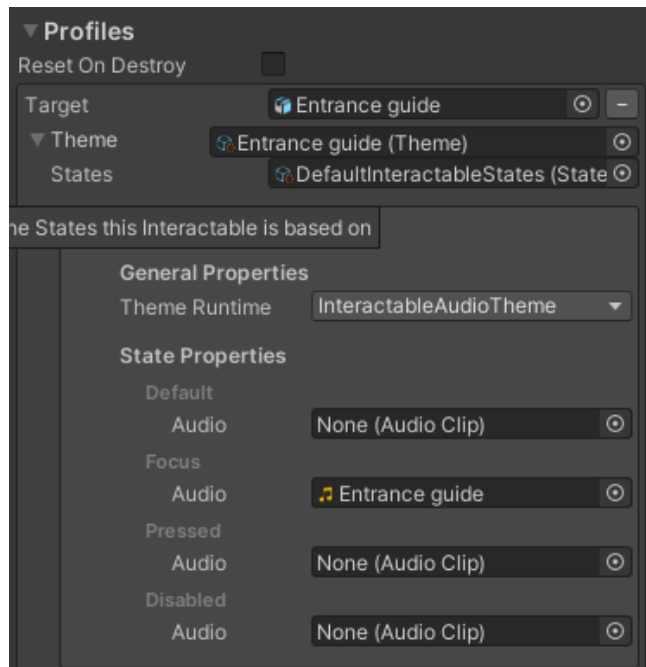 Profiles
Reset On Destroy
Target Entrance guide
Theme Entrance guide (Theme)
States DefaultInteractableStates (State
ne States this Interactable is based on
General Properties
Theme Runtime InteractableAudioTheme
State Properties
Default
Audio None (Audio Clip)
Focus
Audio Entrance guide
Pressed
Audio None (Audio Clip)
Disabled
Audio None (Audio Clip)